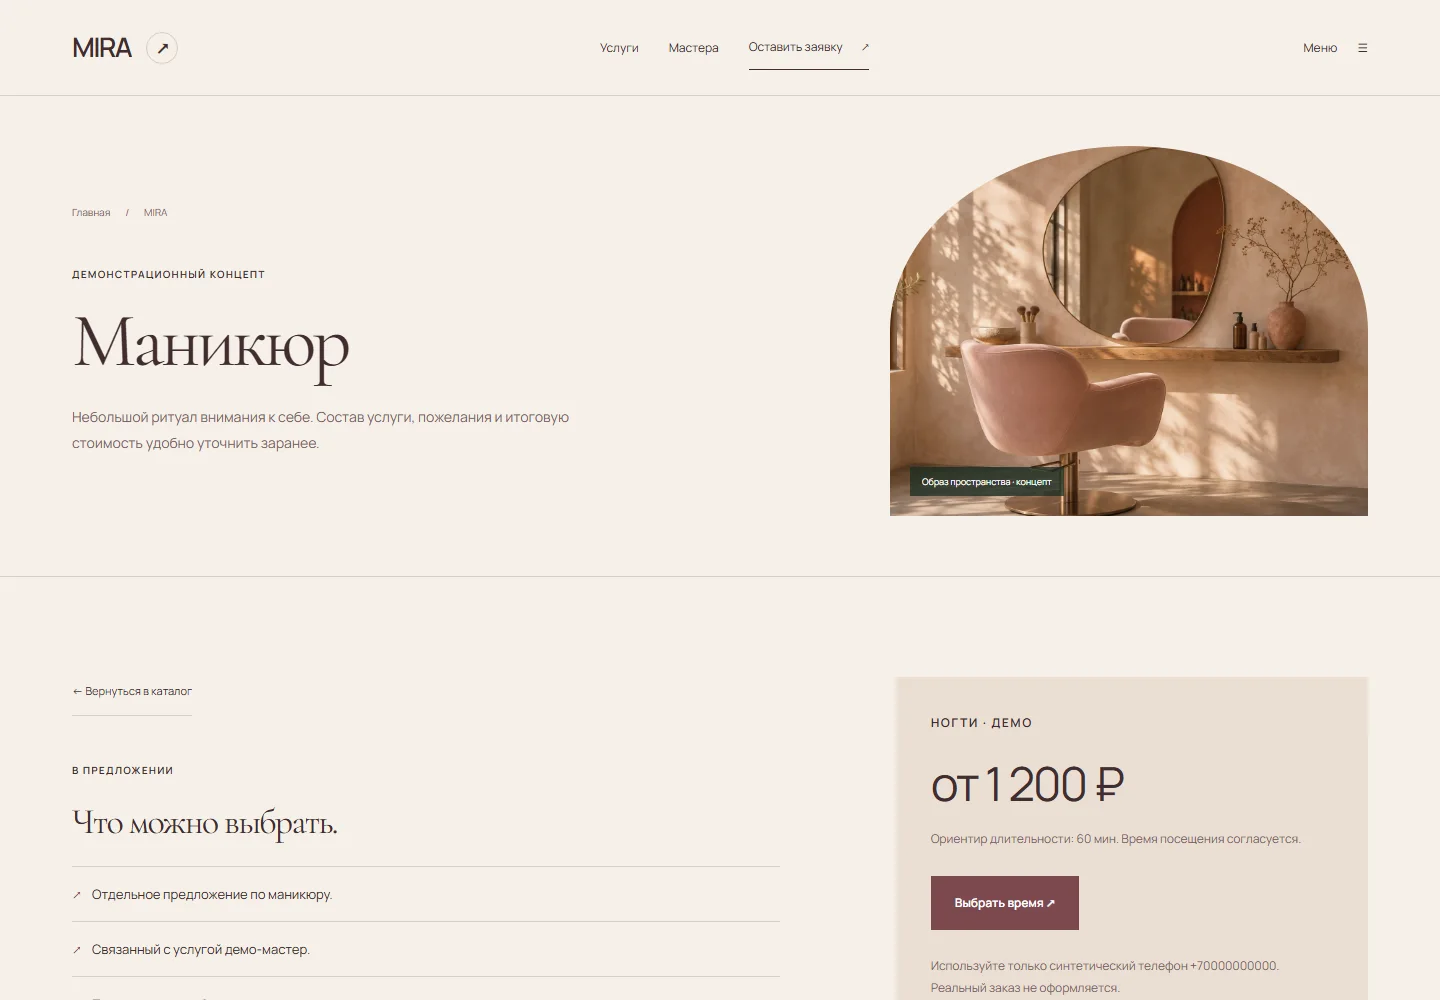 MIRA ↗
Услуги
Мастера
Оставить заявку ↗
Меню ☰
Главная / MIRA
ДЕМОНСТРАЦИОННЫЙ КОНЦЕПТ
Маникюр
Небольшой ритуал внимания к себе. Состав услуги, пожелания и итоговую
стоимость удобно уточнить заранее.
Образ пространства · концепт
← Вернуться в каталог
В ПРЕДЛОЖЕНИИ
Что можно выбрать.
↗ Отдельное предложение по маникюру.
↗ Связанный с услугой демо-мастер.
НОГТИ · ДЕМО
от 1 200 ₽
Ориентир длительности: 60 мин. Время посещения согласуется.
Выбрать время ↗
Используйте только синтетический телефон +70000000000.
Реальный заказ не оформляется.